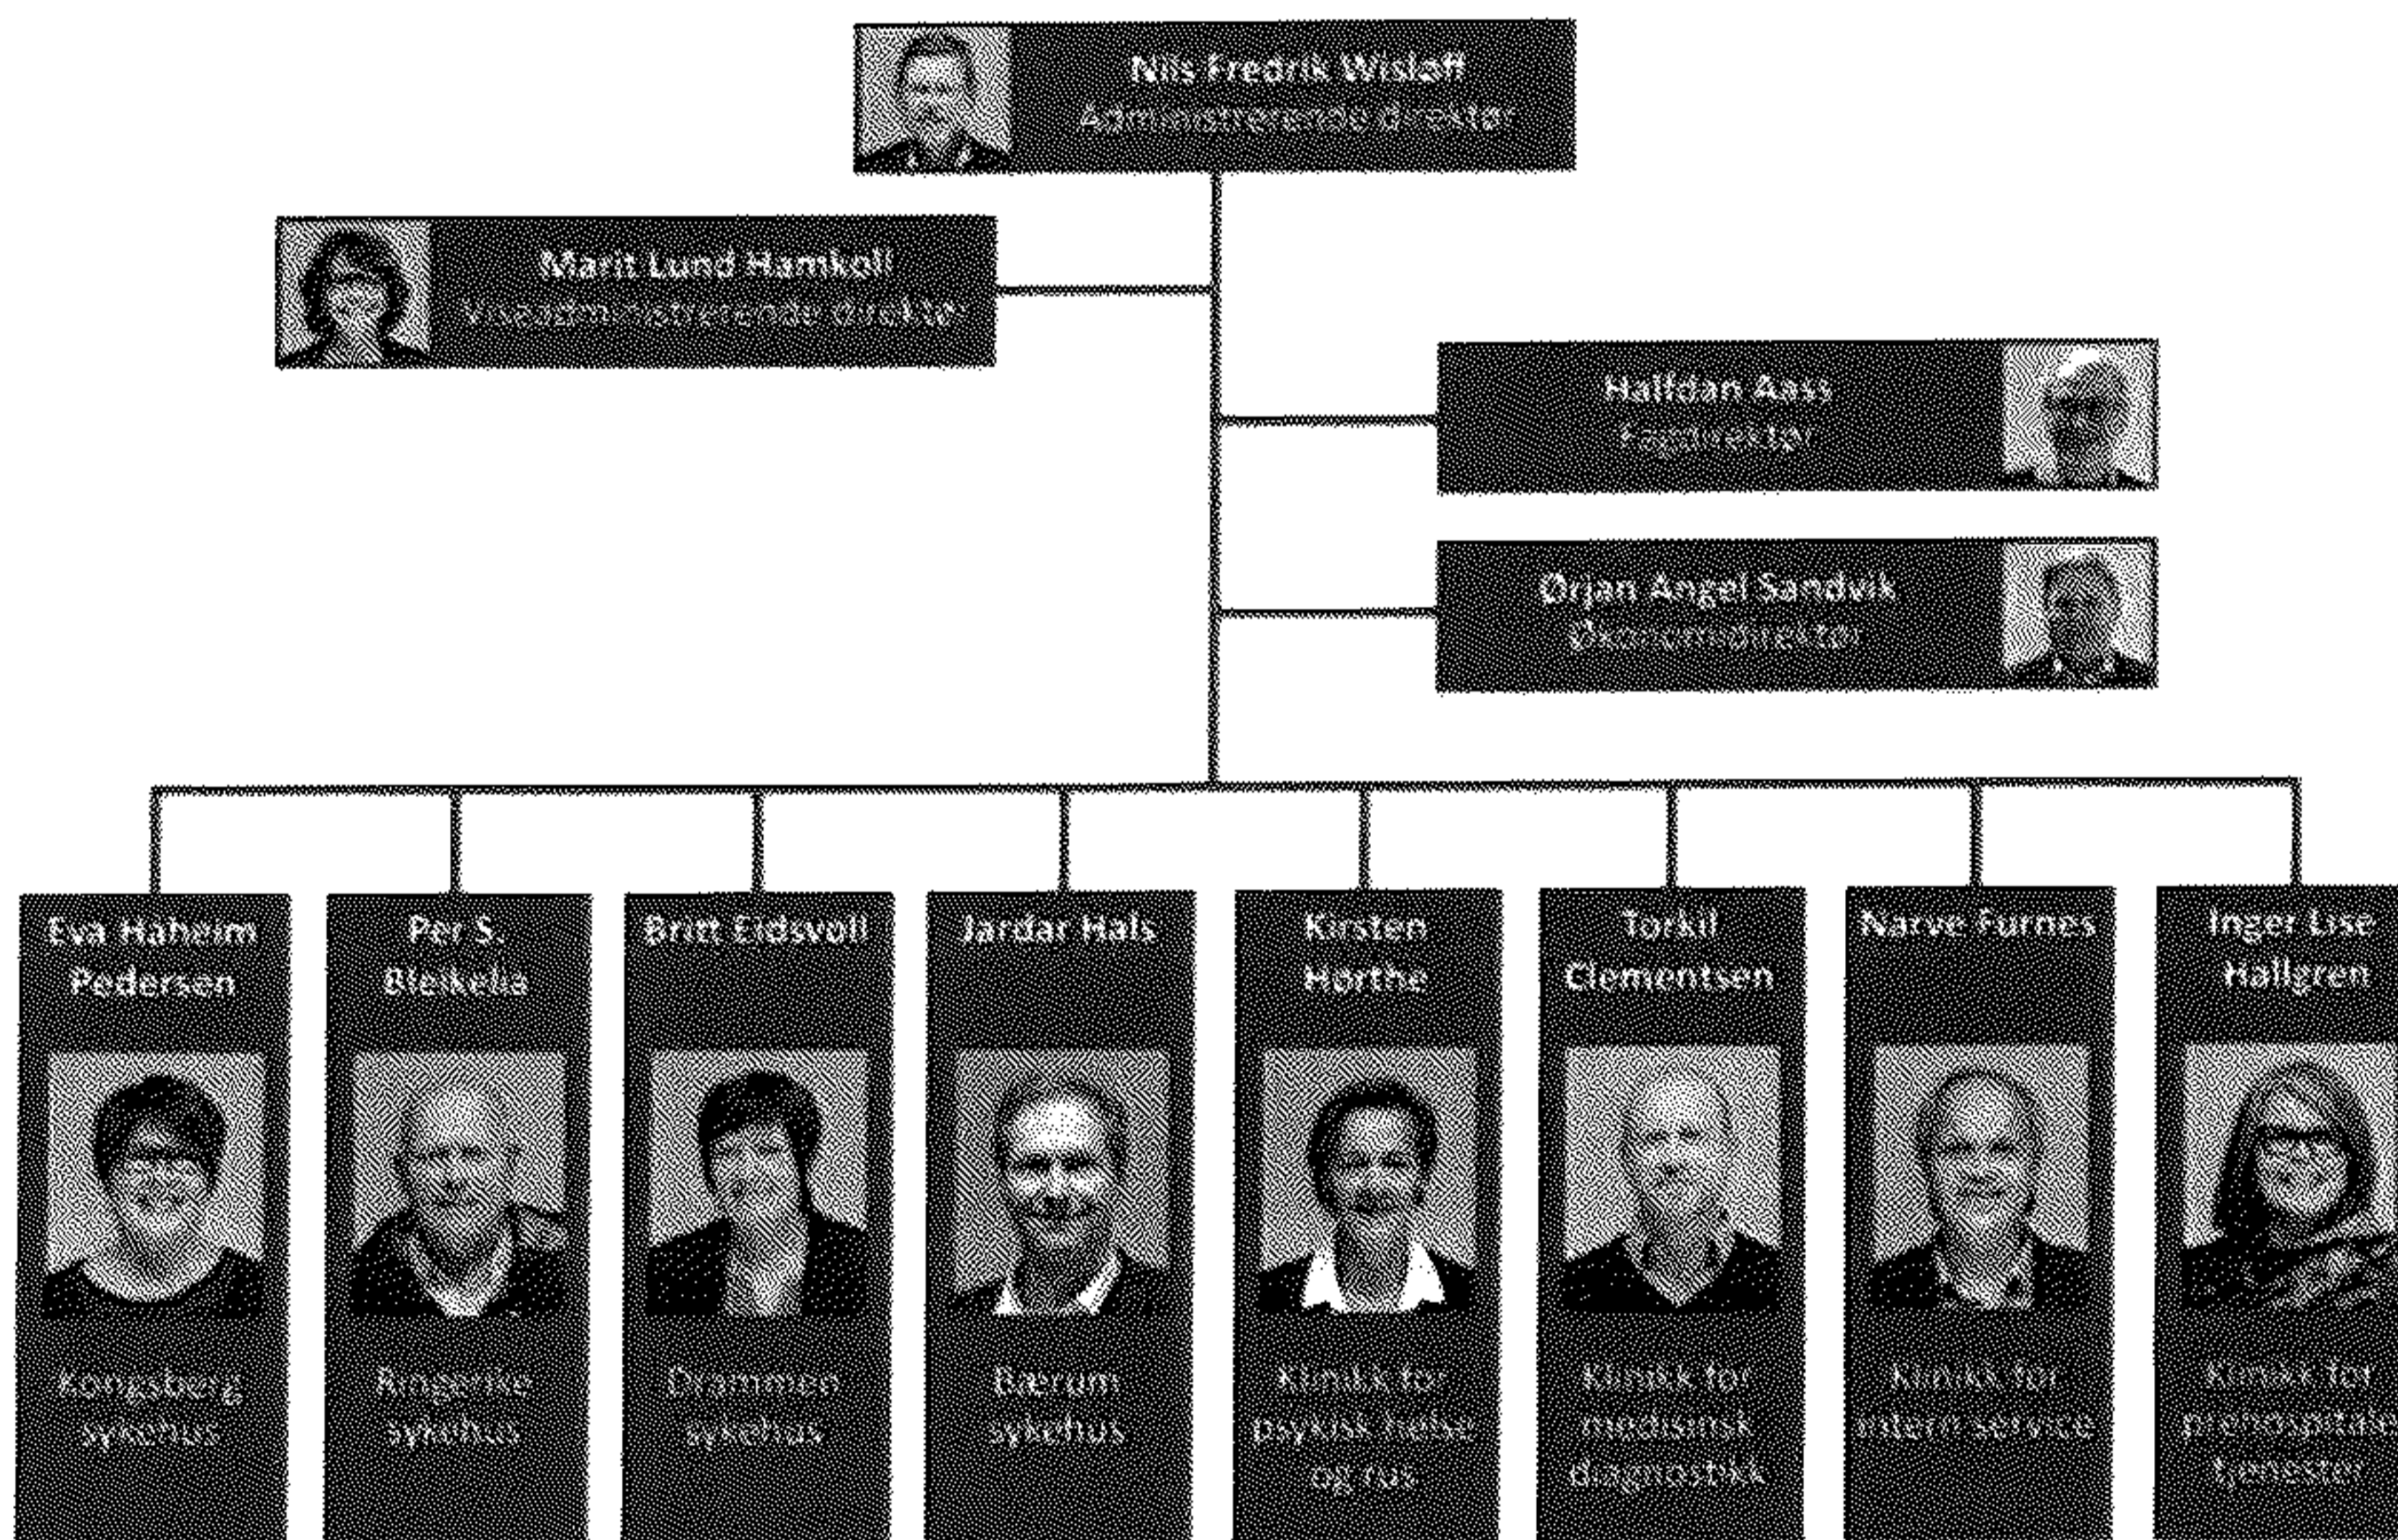 Nils Fredrik Wisløff
Administrerende direktør
Marit Lund Hamkoll
Viseadministrerende direktør
Halfdan Aass
Fagdirektør
Ørjan Angel Sandvik
Økonomidirektør
Eva Håheim
Pedersen
Per S.
Bleikelia
Britt Eidsvoll
Jardar Hals
Kirsten
Hørthe
Torkil
Clementsen
Narve Furnes
Inger Lise
Hallgren
Kongsberg
sykehus
Ringerike
sykehus
Drammen
sykehus
Bærum
sykehus
Klinikk for
psykisk helse
og rus
Klinikk for
medisinsk
diagnostikk
Klinikk for
intern service
Klinikk for
prehospitale
tjenester